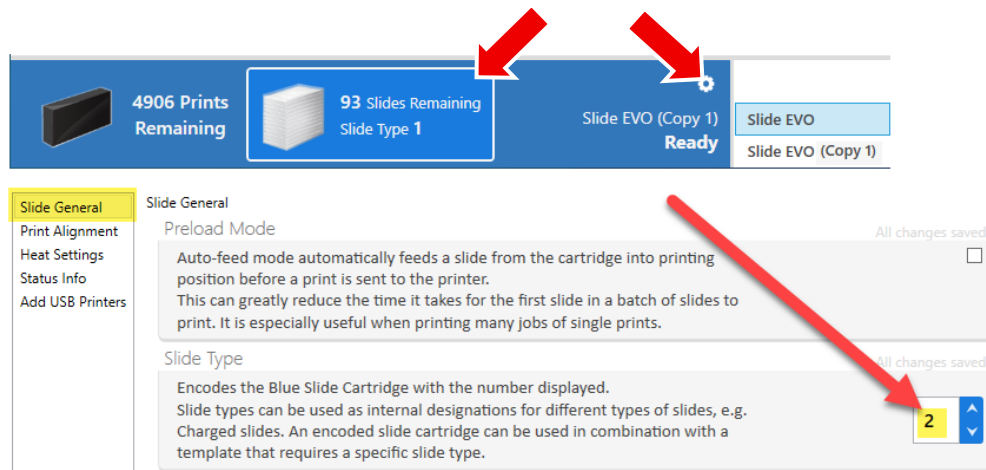 4906 Prints
Remaining
93 Slides Remaining
Slide Type 1
Slide EVO (Copy 1)
Ready
Slide EVO
Slide EVO (Copy 1)
Slide General
Print Alignment
Heat Settings
Status Info
Add USB Printers
Slide General
Preload Mode
All changes saved
Auto-feed mode automatically feeds a slide from the cartridge into printing
position before a print is sent to the printer.
This can greatly reduce the time it takes for the first slide in a batch of slides to
print. It is especially useful when printing many jobs of single prints.
Slide Type
All changes saved
Encodes the Blue Slide Cartridge with the number displayed.
Slide types can be used as internal designations for different types of slides, e.g.
Charged slides. An encoded slide cartridge can be used in combination with a
template that requires a specific slide type.
2